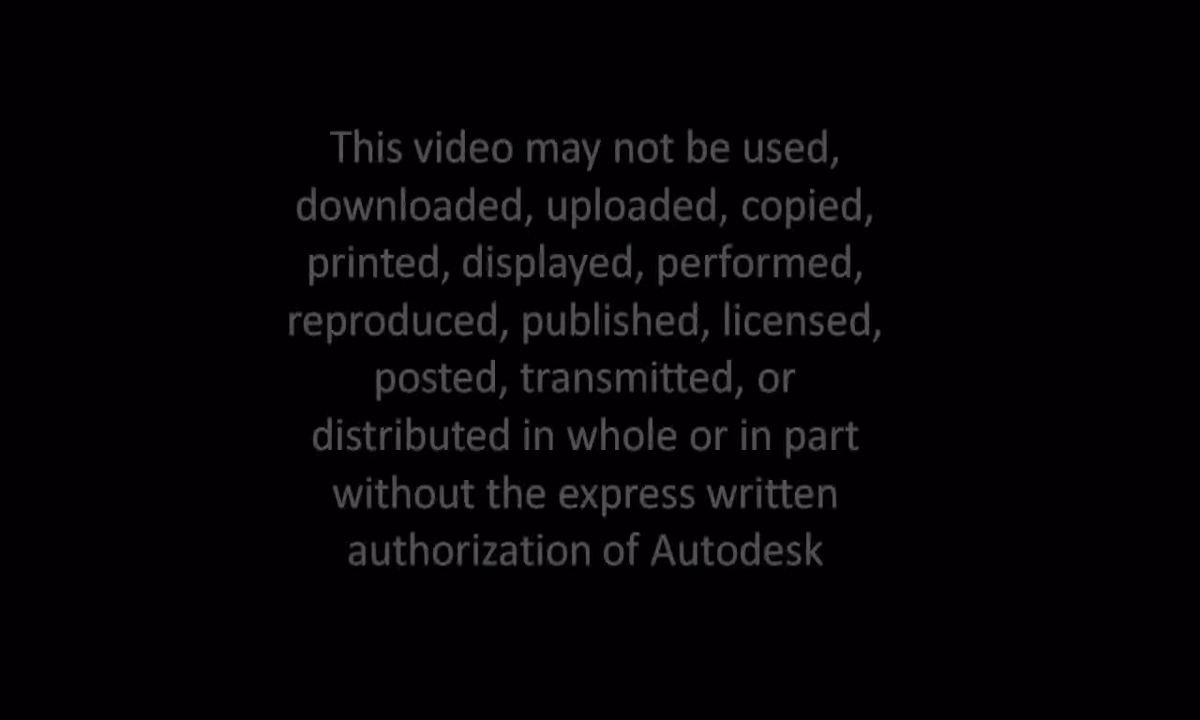 This video may not be used,
downloaded, uploaded, copied,
printed, displayed, performed,
reproduced, published, licensed,
posted, transmitted, or
distributed in whole or in part
without the express written
authorization of Autodesk